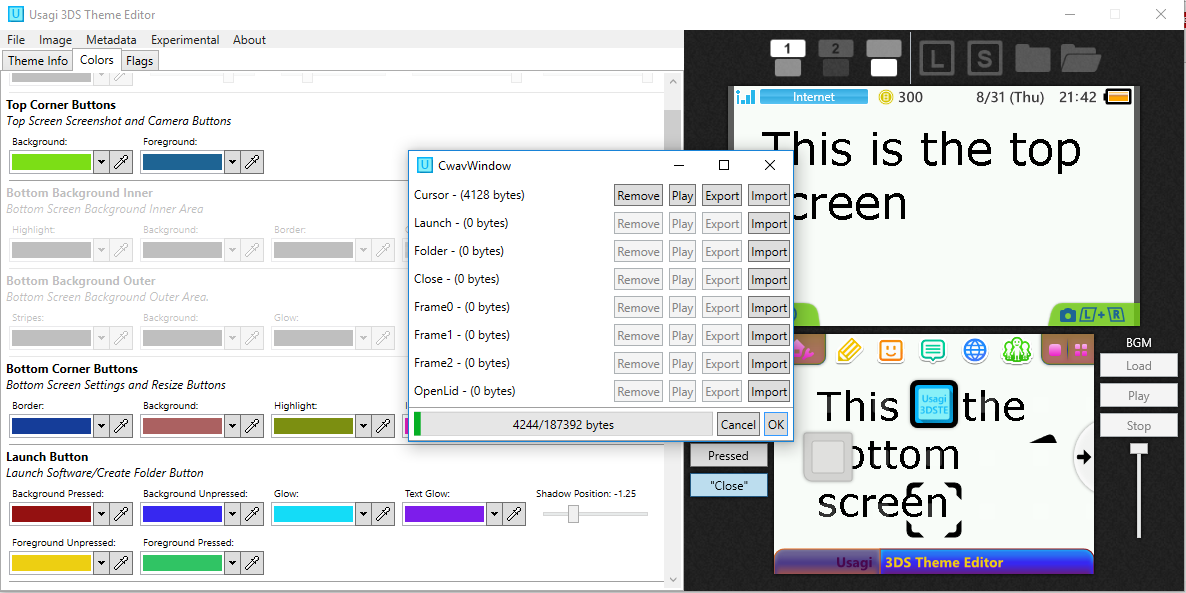 Usagi 3DS Theme Editor
File Image Metadata Experimental About
Theme Info Colors Flags
Top Corner Buttons
Top Screen Screenshot and Camera Buttons
Background: Foreground:
Bottom Background Inner
Bottom Screen Background Inner Area
Highlight: Background: Border:
Bottom Background Outer
Bottom Screen Background Outer Area.
Stripes: Background: Glow:
Bottom Corner Buttons
Bottom Screen Settings and Resize Buttons
Border: Background: Highlight:
Launch Button
Launch Software/Create Folder Button
Background Pressed: Background Unpressed: Glow: Text Glow: Shadow Position: -1.25
Foreground Unpressed: Foreground Pressed:
CwavWindow
Cursor - (4128 bytes) Remove Play Export Import
Launch - (0 bytes) Remove Play Export Import
Folder - (0 bytes) Remove Play Export Import
Close - (0 bytes) Remove Play Export Import
Frame0 - (0 bytes) Remove Play Export Import
Frame1 - (0 bytes) Remove Play Export Import
Frame2 - (0 bytes) Remove Play Export Import
OpenLid - (0 bytes) Remove Play Export Import
4244/187392 bytes Cancel OK
1 2 L S
Internet 300 8/31 (Thu) 21:42
This is the top
creen
L+R
Pressed
"Close"
This the
Usagi
3DSTE
ottom
screen
Usagi 3DS Theme Editor
BGM
Load
Play
Stop